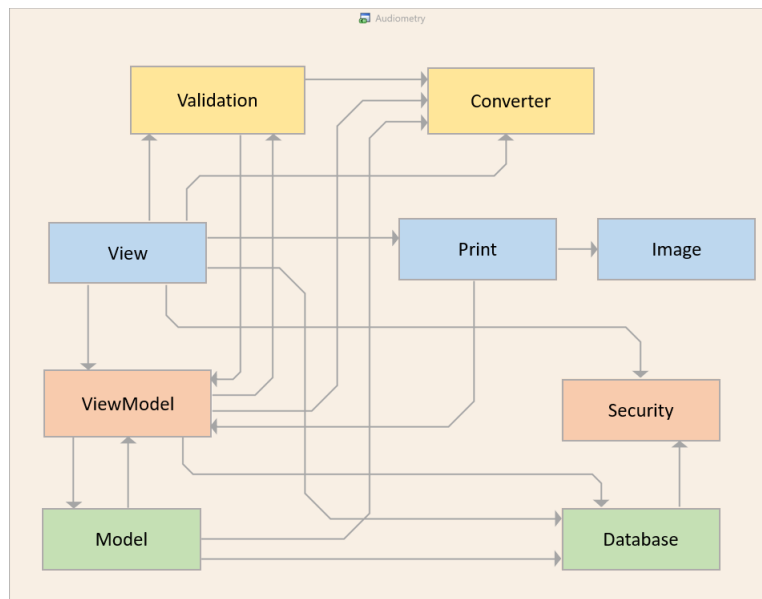 Audiometry
Validation
Converter
View
Print
Image
ViewModel
Security
Model
Database